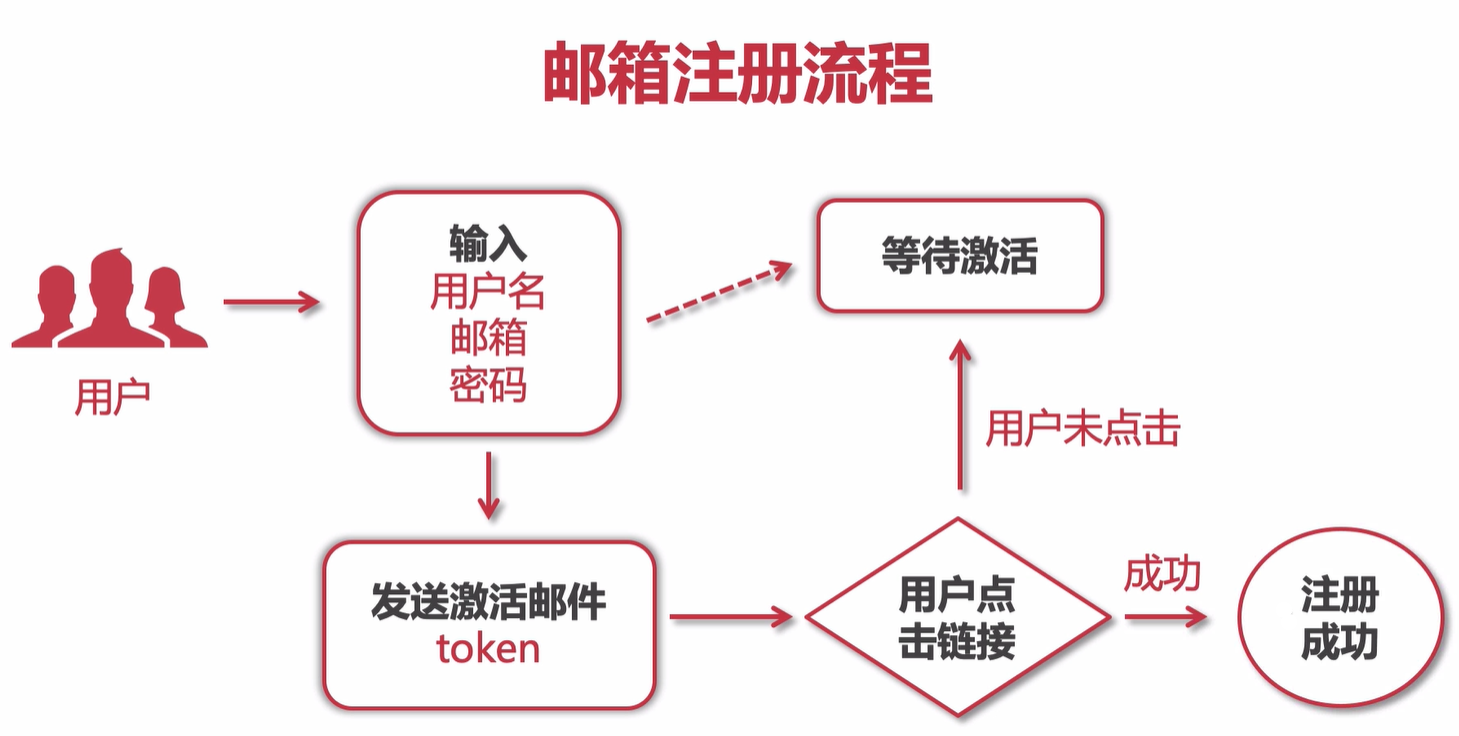 邮箱注册流程
用户
输入
用户名
邮箱
密码
等待激活
用户未点击
发送激活邮件
token
用户点
击链接
成功
注册
成功